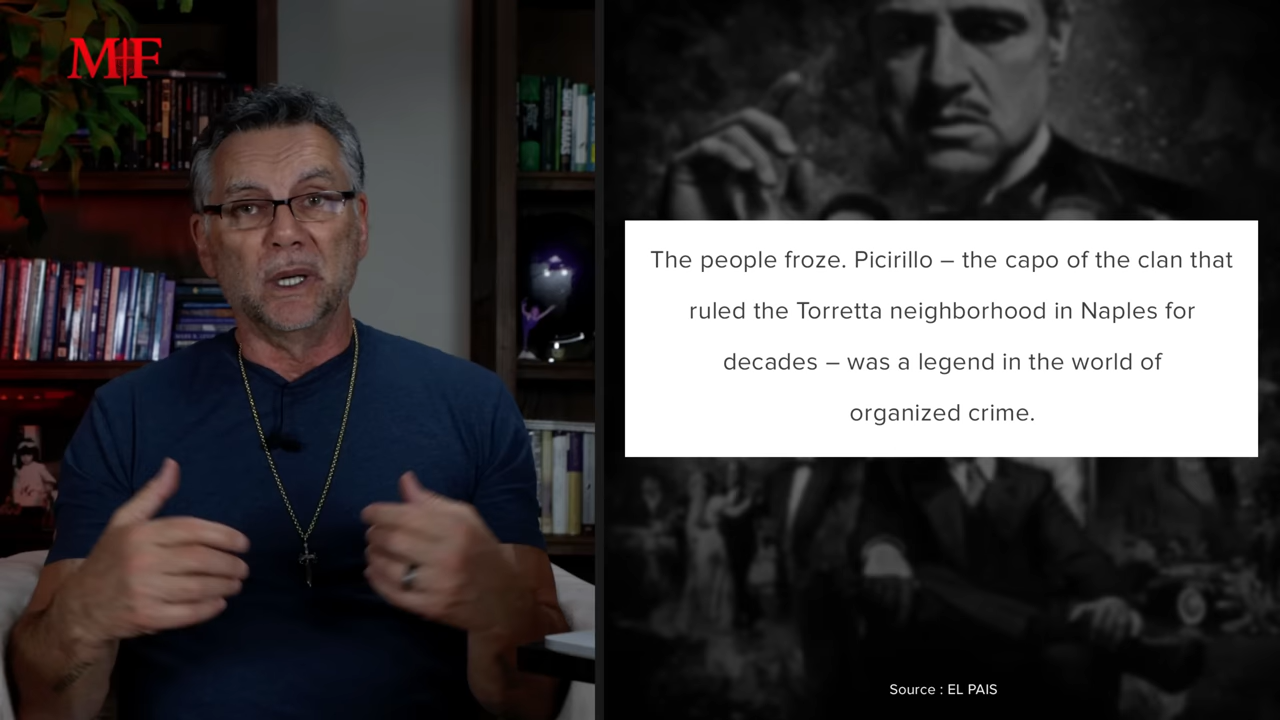 M+F
The people froze. Picirillo – the capo of the clan that
ruled the Torretta neighborhood in Naples for
decades – was a legend in the world of
organized crime.
Source : EL PAIS